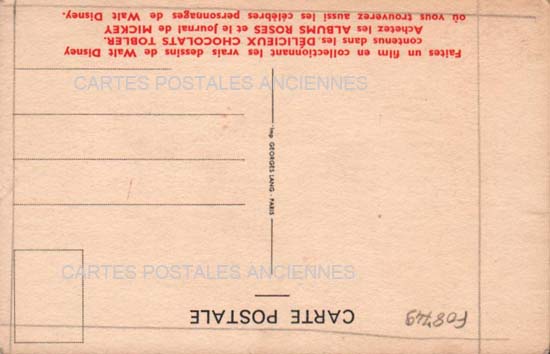 CARTE POSTALE
F08749
Imp. GEORGES LANG - PARIS
Faites un film en collectionnant les vrais dessins de Walt Disney
contenus dans les DÉLICIEUX CHOCOLATS TOBLER.
Achetez les ALBUMS ROSES et le Journal de MICKEY
où vous trouverez les aussi célèbres personnages de Walt Disney.
CARTES POSTALES ANCIENNES
CARTES POSTALES ANCIENNES